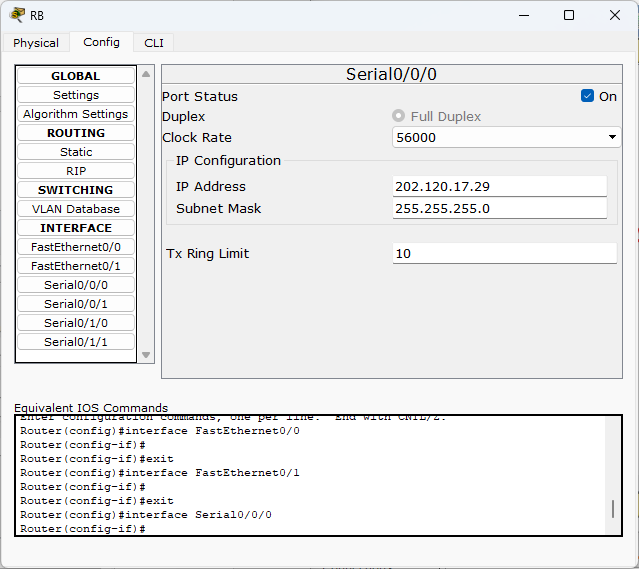 RB
Physical
Config
CLI
GLOBAL
Settings
Algorithm Settings
ROUTING
Static
RIP
SWITCHING
VLAN Database
INTERFACE
FastEthernet0/0
FastEthernet0/1
Serial0/0/0
Serial0/0/1
Serial0/1/0
Serial0/1/1
Serial0/0/0
Port Status On
Duplex Full Duplex
Clock Rate 56000
IP Configuration
IP Address 202.120.17.29
Subnet Mask 255.255.255.0
Tx Ring Limit 10
Equivalent IOS Commands
Enter configuration commands, one per line. End with CNTL/Z.
Router(config)#interface FastEthernet0/0
Router(config-if)#
Router(config-if)#exit
Router(config)#interface FastEthernet0/1
Router(config-if)#
Router(config-if)#exit
Router(config)#interface Serial0/0/0
Router(config-if)#